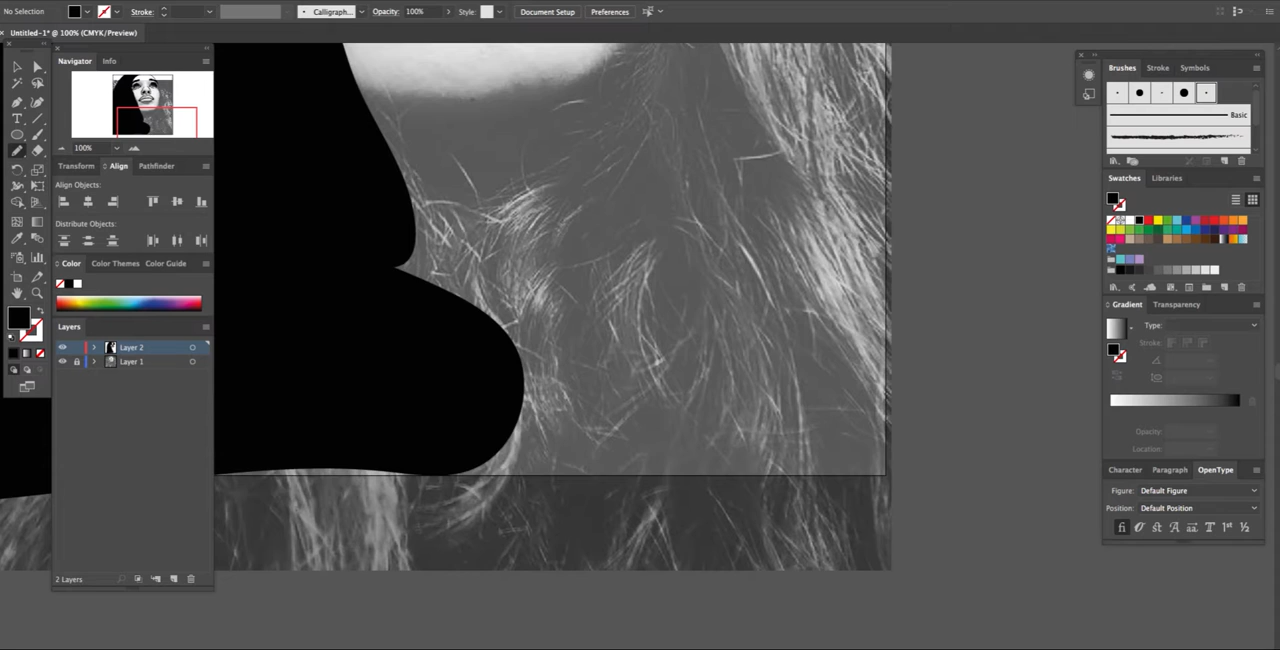 No Selection Stroke: Calligraph... Opacity: 100% Style: Document Setup Preferences
Untitled-1* @ 100% (CMYK/Preview)
Navigator Info
100%
Transform Align Pathfinder
Align Objects:
Distribute Objects:
Color Color Themes Color Guide
Layers
Layer 2
Layer 1
2 Layers
Brushes Stroke Symbols
Basic
Swatches Libraries
Gradient Transparency
Type:
Stroke:
Opacity:
Location:
Character Paragraph OpenType
Figure: Default Figure
Position: Default Position